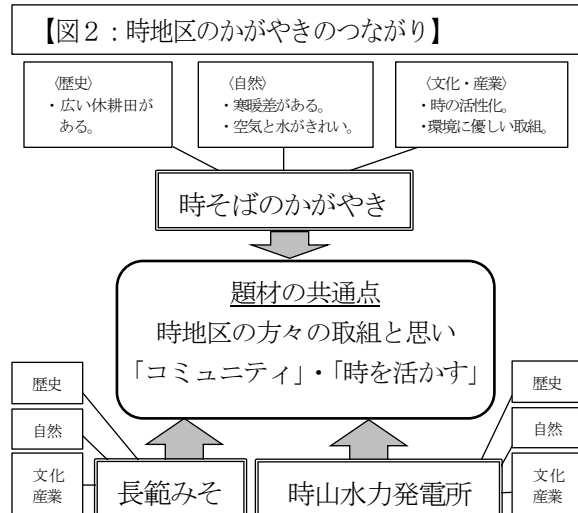 【図２：時地区のかがやきのつながり】
〈歴史〉
・広い休耕田が
ある。
〈自然〉
・寒暖差がある。
・空気と水がきれい。
〈文化・産業〉
・時の活性化。
・環境に優しい取組。
時そばのかがやき
題材の共通点
時地区の方々の取組と思い
「コミュニティ」・「時を活かす」
歴史
自然
文化
産業
長範みそ
時山水力発電所
歴史
自然
文化
産業